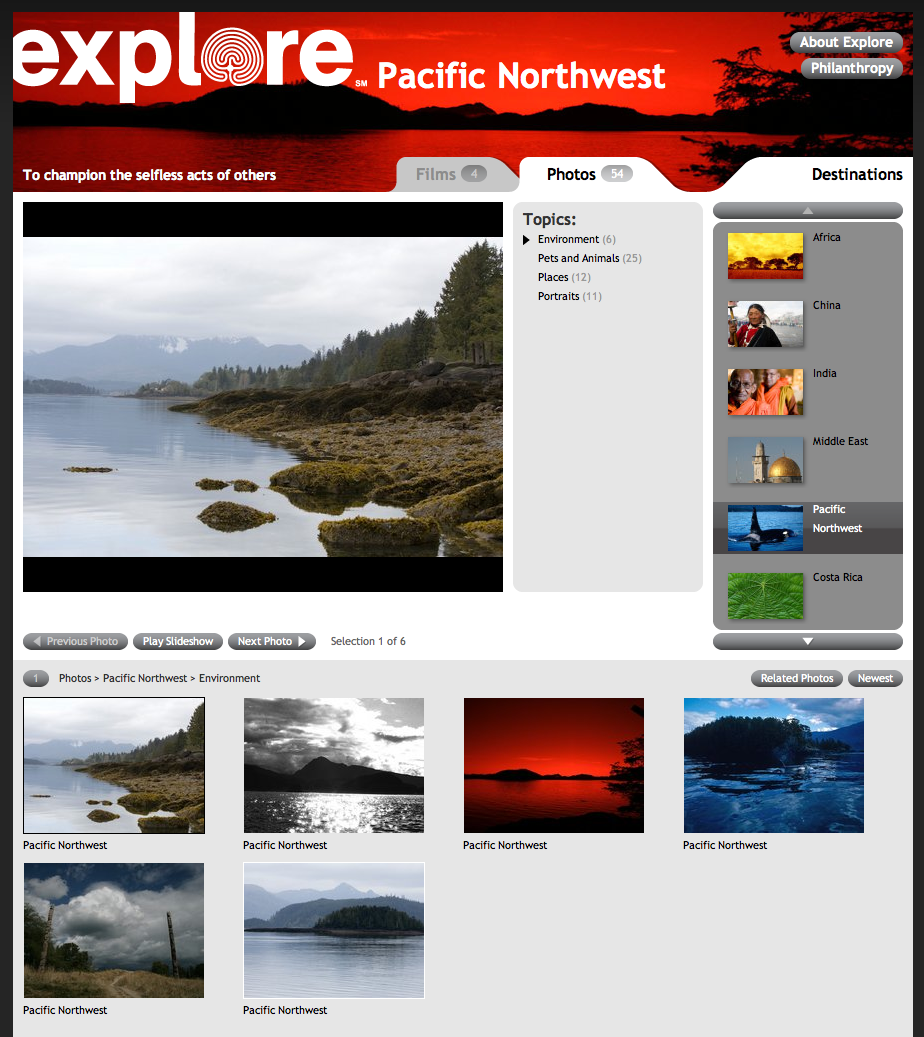 explore SM Pacific Northwest
About Explore
Philanthropy
To champion the selfless acts of others
Films 4
Photos 54
Destinations
Topics:
Environment (6)
Pets and Animals (25)
Places (12)
Portraits (11)
Africa
China
India
Middle East
Pacific
Northwest
Costa Rica
Previous Photo
Play Slideshow
Next Photo
Selection 1 of 6
1
Photos > Pacific Northwest > Environment
Related Photos
Newest
Pacific Northwest
Pacific Northwest
Pacific Northwest
Pacific Northwest
Pacific Northwest
Pacific Northwest